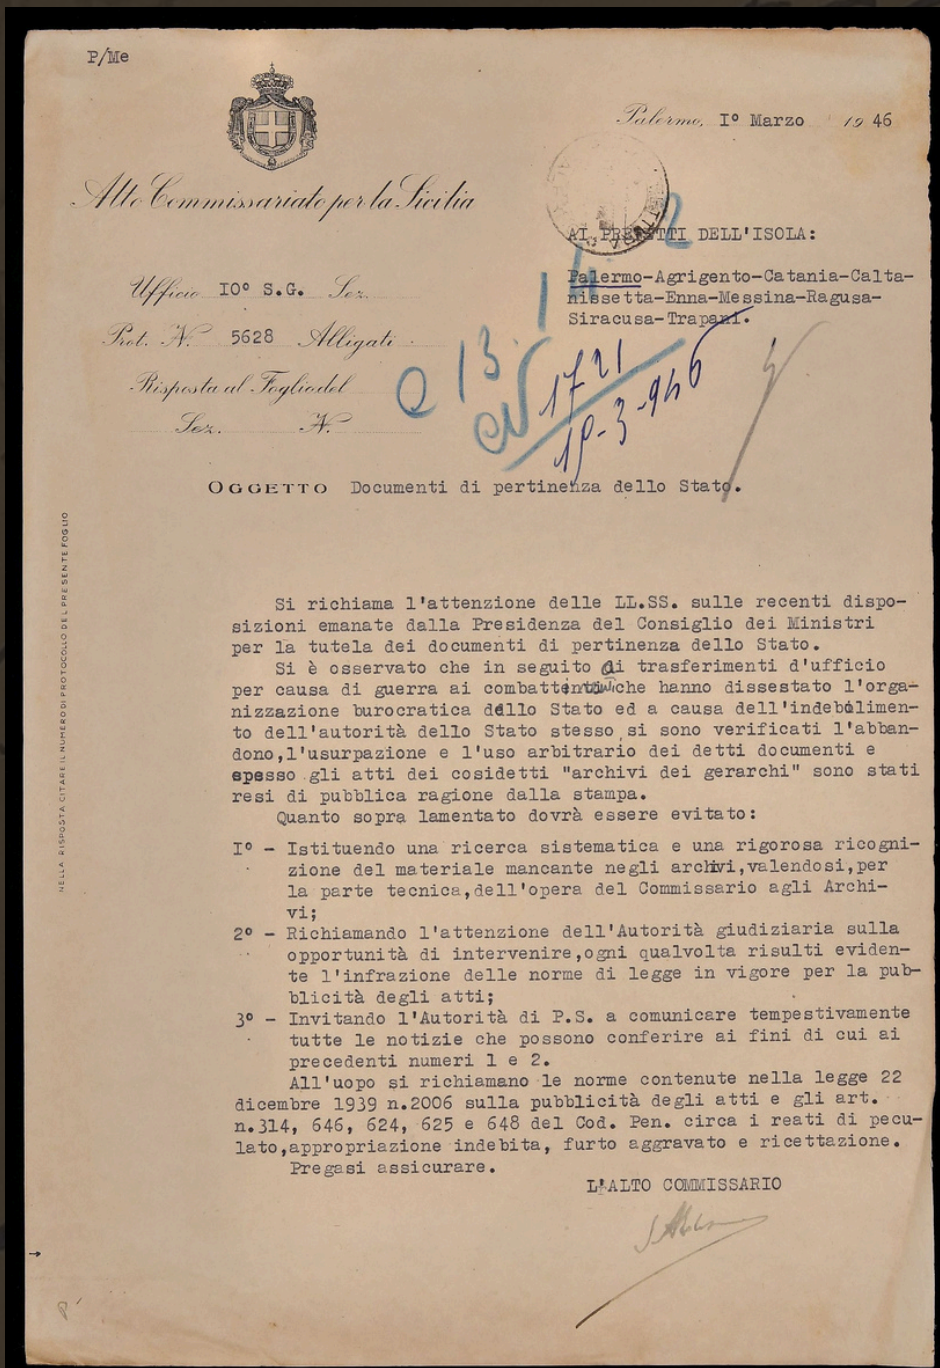 P/Me
Palermo, I° Marzo 1946
Alto Commissariato per la Sicilia
AI PREFETTI DELL'ISOLA:
Palermo-Agrigento-Catania-Calta-
nissetta-Enna-Messina-Ragusa-
Siracusa-Trapani.
Ufficio IO° S.G. Sez.
Prot. N. 5628 Alligati
Risposta al Foglio del
Sez. N.
13.14.2
1721
19-3-946
OGGETTO Documenti di pertinenza dello Stato.
NELLA RISPOSTA CITARE IL NUMERO DI PROTOCOLLO DEL PRESENTE FOGLIO
Si richiama l'attenzione delle LL.SS. sulle recenti dispo-
sizioni emanate dalla Presidenza del Consiglio dei Ministri
per la tutela dei documenti di pertinenza dello Stato.
Si è osservato che in seguito di trasferimenti d'ufficio
per causa di guerra ai combattenti che hanno dissestato l'orga-
nizzazione burocratica dello Stato ed a causa dell'indebolimen-
to dell'autorità dello Stato stesso, si sono verificati l'abban-
dono, l'usurpazione e l'uso arbitrario dei detti documenti e
spesso gli atti dei cosidetti "archivi dei gerarchi" sono stati
resi di pubblica ragione dalla stampa.
Quanto sopra lamentato dovrà essere evitato:
I° - Istituendo una ricerca sistematica e una rigorosa ricogni-
zione del materiale mancante negli archivi, valendosi, per
la parte tecnica, dell'opera del Commissario agli Archi-
vi;
2° - Richiamando l'attenzione dell'Autorità giudiziaria sulla
opportunità di intervenire, ogni qualvolta risulti eviden-
te l'infrazione delle norme di legge in vigore per la pub-
blicità degli atti;
3° - Invitando l'Autorità di P.S. a comunicare tempestivamente
tutte le notizie che possono conferire ai fini di cui ai
precedenti numeri 1 e 2.
All'uopo si richiamano le norme contenute nella legge 22
dicembre 1939 n.2006 sulla pubblicità degli atti e gli art.
n.314, 646, 624, 625 e 648 del Cod. Pen. circa i reati di pecu-
lato, appropriazione indebita, furto aggravato e ricettazione.
Pregasi assicurare.
L'ALTO COMMISSARIO